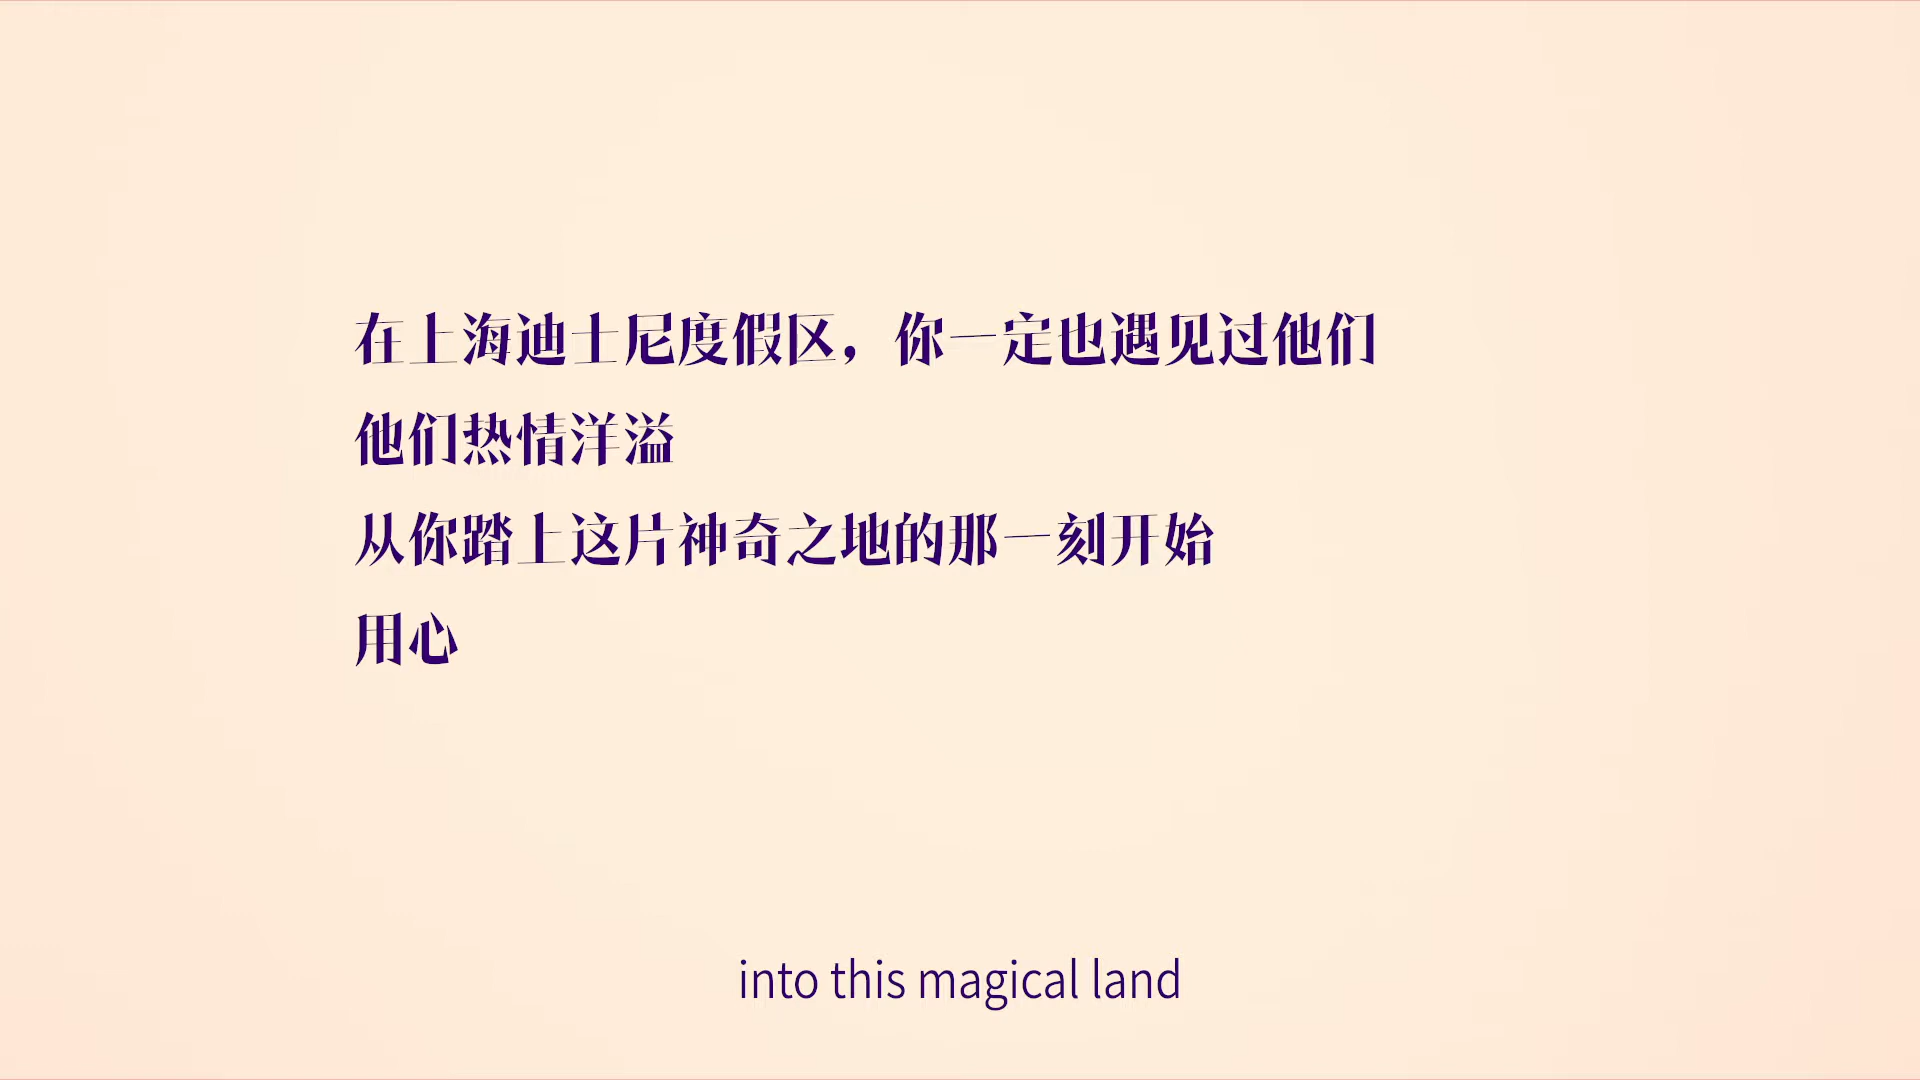 在上海迪士尼度假区，你一定也遇见过他们
他们热情洋溢
从你踏上这片神奇之地的那一刻开始
用心
into this magical land